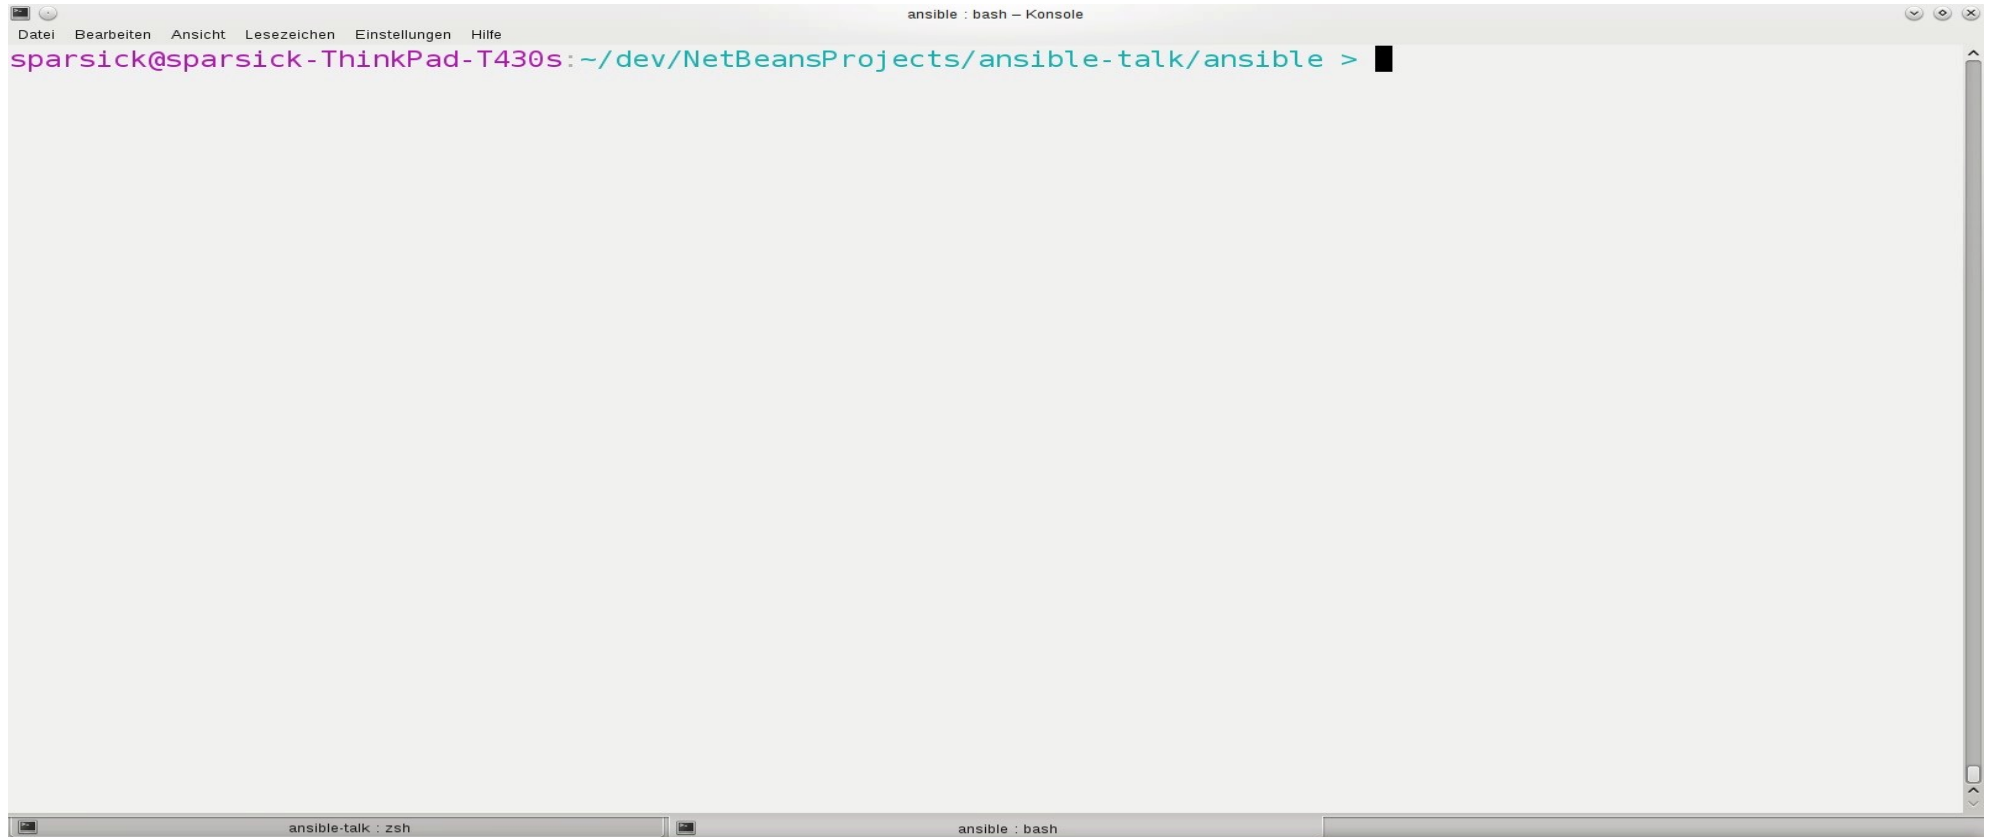 ansible : bash – Konsole
Datei Bearbeiten Ansicht Lesezeichen Einstellungen Hilfe
sparsick@sparsick-ThinkPad-T430s:~/dev/NetBeansProjects/ansible-talk/ansible >
ansible-talk : zsh
ansible : bash